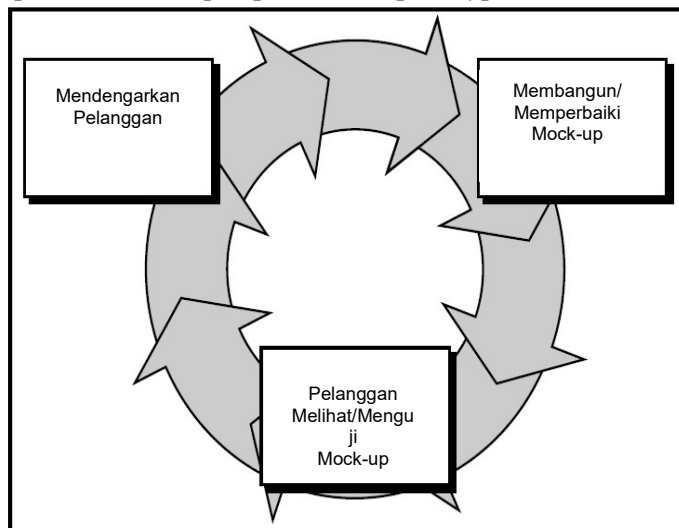 Mendengarkan
Pelanggan
Membangun/
Memperbaiki
Mock-up
Pelanggan
Melihat/Mengu
ji
Mock-up